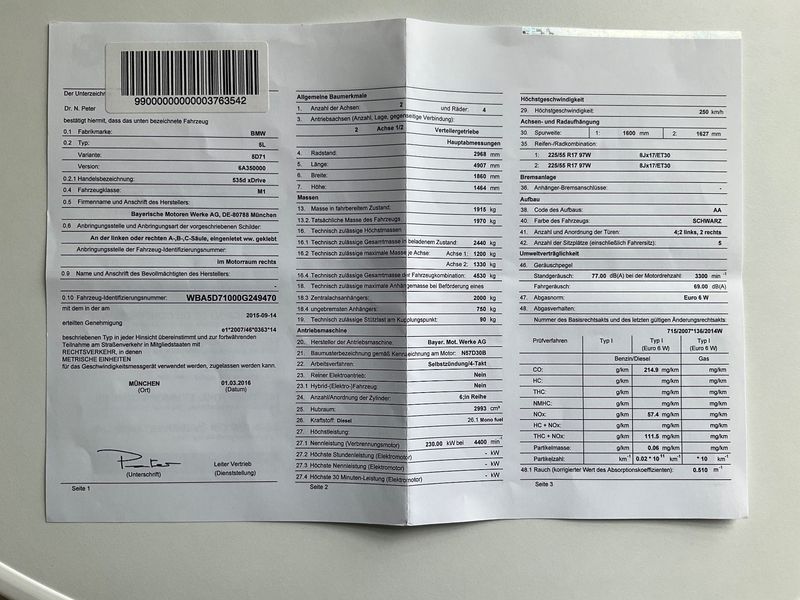 99000000000003763542
Der Unterzeichn
Dr. N. Peter
bestätigt hiermit, dass das unten bezeichnete Fahrzeug
0.1 Fabrikmarke: BMW
0.2 Typ: 5L
Variante: 5D71
Version: 6A350000
0.2.1 Handelsbezeichnung: 535d xDrive
0.4 Fahrzeugklasse: M1
0.5 Firmenname und Anschrift des Herstellers:
Bayerische Motoren Werke AG, DE-80788 München
0.6 Anbringungsstelle und Anbringungsart der vorgeschriebenen Schilder:
An der linken oder rechten A-,B-,C-Säule, eingenietet ww. geklebt
Anbringungsstelle der Fahrzeug-Identifizierungsnummer:
im Motorraum rechts
0.9 Name und Anschrift des Bevollmächtigten des Herstellers:
-
0.10 Fahrzeug-Identifizierungsnummer: WBA5D71000G249470
mit dem in der am
2015-09-14
erteilten Genehmigung
e1*2007/46*0363*14
beschriebenen Typ in jeder Hinsicht übereinstimmt und zur fortwährenden
Teilnahme am Straßenverkehr in Mitgliedstaaten mit
RECHTSVERKEHR, in denen
METRISCHE EINHEITEN
für das Geschwindigkeitsmessgerät verwendet werden, zugelassen werden kann.
MÜNCHEN 01.03.2016
(Ort) (Datum)
Leiter Vertrieb
(Unterschrift) (Dienststellung)
Seite 1
Allgemeine Baumerkmale
1. Anzahl der Achsen: 2 und Räder: 4
3. Antriebsachsen (Anzahl, Lage, gegenseitige Verbindung):
2 Achse 1/2 Verteilergetriebe
Hauptabmessungen
4. Radstand: 2968 mm
5. Länge: 4907 mm
6. Breite: 1860 mm
7. Höhe: 1464 mm
Massen
13. Masse in fahrbereitem Zustand: 1915 kg
13.2. Tatsächliche Masse des Fahrzeugs: 1970 kg
16. Technisch zulässige Höchstmassen
16.1 Technisch zulässige Gesamtmasse in beladenem Zustand: 2440 kg
16.2 Technisch zulässige maximale Masse je Achse: Achse 1: 1200 kg
Achse 2: 1330 kg
16.4 Technisch zulässige Gesamtmasse der Fahrzeugkombination: 4530 kg
18. Technisch zulässige maximale Anhängemasse bei Beförderung eines
18.3 Zentralachsanhängers: 2000 kg
18.4 ungebremsten Anhängers: 750 kg
19. Technisch zulässige Stützlast am Kupplungspunkt: 90 kg
Antriebsmaschine
20. Hersteller der Antriebsmaschine: Bayer. Mot. Werke AG
21. Baumusterbezeichnung gemäß Kennzeichnung am Motor: N57D30B
22. Arbeitsverfahren: Selbstzündung/4-Takt
23. Reiner Elektroantrieb: Nein
23.1 Hybrid-(Elektro-)Fahrzeug Nein
24. Anzahl/Anordnung der Zylinder: 6;in Reihe
25. Hubraum: 2993 cm³
26. Kraftstoff: Diesel 26.1 Mono fuel
27. Höchstleistung:
27.1 Nennleistung (Verbrennungsmotor) 230.00 kW bei 4400 min
27.2 Höchste Stundenleistung (Elektromotor) - kW
27.3 Höchste Nennleistung (Elektromotor) - kW
27.4 Höchste 30 Minuten-Leistung (Elektromotor) - kW
Seite 2
Höchstgeschwindigkeit
29. Höchstgeschwindigkeit: 250 km/h
Achsen- und Radaufhängung
30. Spurweite: 1: 1600 mm 2: 1627 mm
35. Reifen-/Radkombination:
1: 225/55 R17 97W 8Jx17/ET30
2: 225/55 R17 97W 8Jx17/ET30
Bremsanlage
36. Anhänger-Bremsanschlüsse: -
Aufbau
38. Code des Aufbaus: AA
40. Farbe des Fahrzeugs: SCHWARZ
41. Anzahl und Anordnung der Türen: 4;2 links, 2 rechts
42. Anzahl der Sitzplätze (einschließlich Fahrersitz): 5
Umweltverträglichkeit
46. Geräuschpegel
Standgeräusch: 77.00 dB(A) bei der Motordrehzahl: 3300 min⁻¹
Fahrgeräusch: 69.00 dB(A)
47. Abgasnorm: Euro 6 W
48. Abgasverhalten:
Nummer des Basisrechtsakts und des letzten gültigen Änderungsrechtsakts:
715/2007*136/2014W
Prüfverfahren Typ I Typ I (Euro 6 W) Typ I (Euro 6 W)
Benzin/Diesel Gas
CO: g/km 214.9 mg/km mg/km
HC: g/km mg/km mg/km
THC: g/km mg/km mg/km
NMHC: g/km mg/km mg/km
NOx: g/km 57.4 mg/km mg/km
HC + NOx: g/km mg/km mg/km
THC + NOx: g/km 111.5 mg/km mg/km
Partikelmasse: g/km 0.06 mg/km mg/km
Partikelzahl: km⁻¹ 0.02 * 10¹¹ km⁻¹ * 10 km⁻¹
48.1 Rauch (korrigierter Wert des Absorptionskoeffizienten): 0.510 m⁻¹
Seite 3